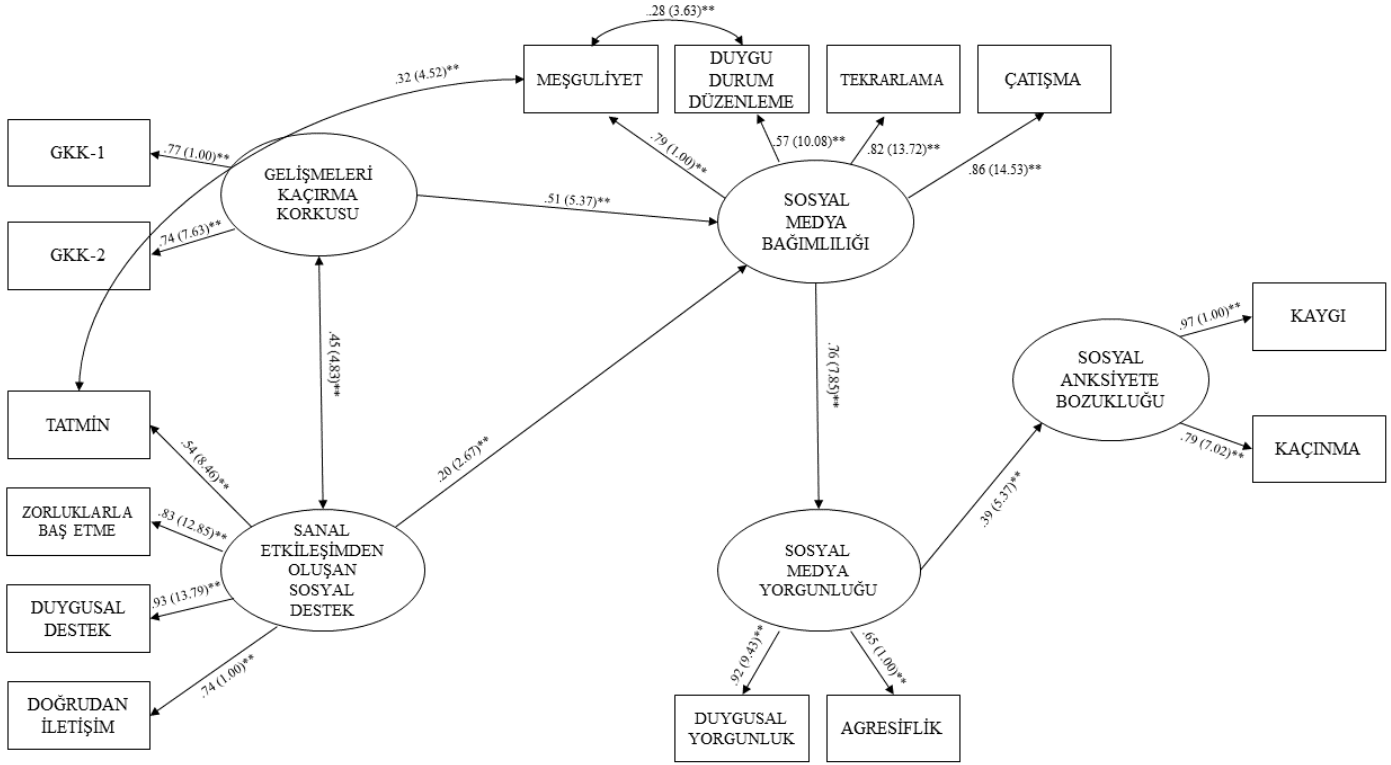 .28 (3.63)**
MEŞGULİYET
DUYGU
DURUM
DÜZENLEME
TEKRARLAMA
ÇATIŞMA
.32 (4.52)**
GKK-1
.77 (1.00)**
GKK-2
.74 (7.63)**
GELİŞMELERİ
KAÇIRMA
KORKUSU
.51 (5.37)**
.79 (1.00)**
.57 (10.08)**
.82 (13.72)**
.86 (14.53)**
SOSYAL
MEDYA
BAĞIMLILIĞI
.45 (4.83)**
.20 (2.67)**
.76 (7.85)**
SOSYAL
ANKSİYETE
BOZUKLUĞU
.97 (1.00)**
KAYGI
.79 (7.02)**
KAÇINMA
TATMİN
.54 (8.46)**
ZORLUKLARLA
BAŞ ETME
.83 (12.85)**
DUYGUSAL
DESTEK
.93 (13.79)**
DOĞRUDAN
İLETİŞİM
.74 (1.00)**
SANAL
ETKİLEŞİMDEN
OLUŞAN
SOSYAL
DESTEK
SOSYAL
MEDYA
YORGUNLUĞU
.39 (5.37)**
.92 (9.43)**
.65 (1.00)**
DUYGUSAL
YORGUNLUK
AGRESİFLİK